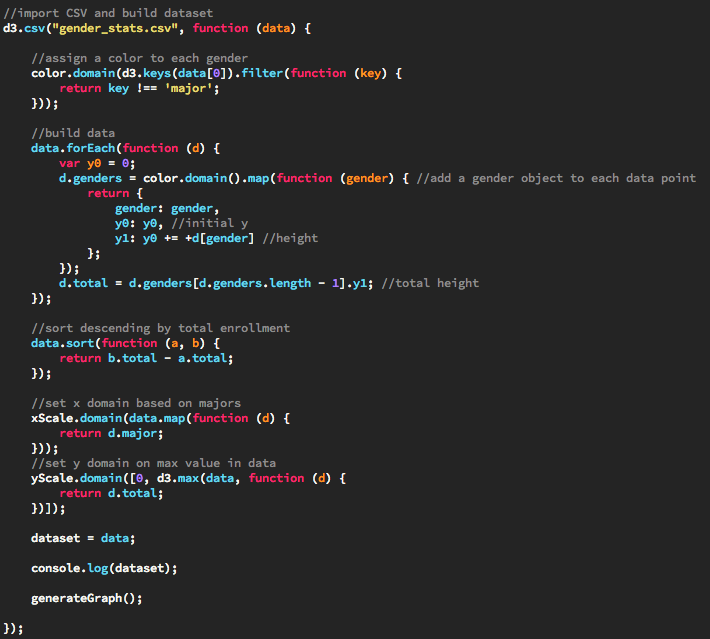 //import CSV and build dataset
d3.csv("gender_stats.csv", function (data) {
//assign a color to each gender
color.domain(d3.keys(data[0]).filter(function (key) {
return key !== 'major';
}));
//build data
data.forEach(function (d) {
var y0 = 0;
d.genders = color.domain().map(function (gender) { //add a gender object to each data point
return {
gender: gender,
y0: y0, //initial y
y1: y0 += +d[gender] //height
};
});
d.total = d.genders[d.genders.length - 1].y1; //total height
});
//sort descending by total enrollment
data.sort(function (a, b) {
return b.total - a.total;
});
//set x domain based on majors
xScale.domain(data.map(function (d) {
return d.major;
}));
//set y domain on max value in data
yScale.domain([0, d3.max(data, function (d) {
return d.total;
})]);
dataset = data;
console.log(dataset);
generateGraph();
});